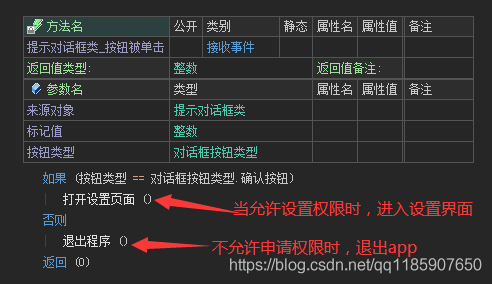 方法名 公开 类别 静态 属性名 属性值 备注
提示对话框类_按钮被单击 接收事件
返回值类型: 整数 返回值备注:
参数名 类型 属性名 属性值 备注
来源对象 提示对话框类
标记值 整数
按钮类型 对话框按钮类型
如果 (按钮类型 == 对话框按钮类型.确认按钮)
打开设置页面 ()
当允许设置权限时，进入设置界面
否则
退出程序 ()
不允许申请权限时，退出app
返回 (0)
https://blog.csdn.net/qq1185907650